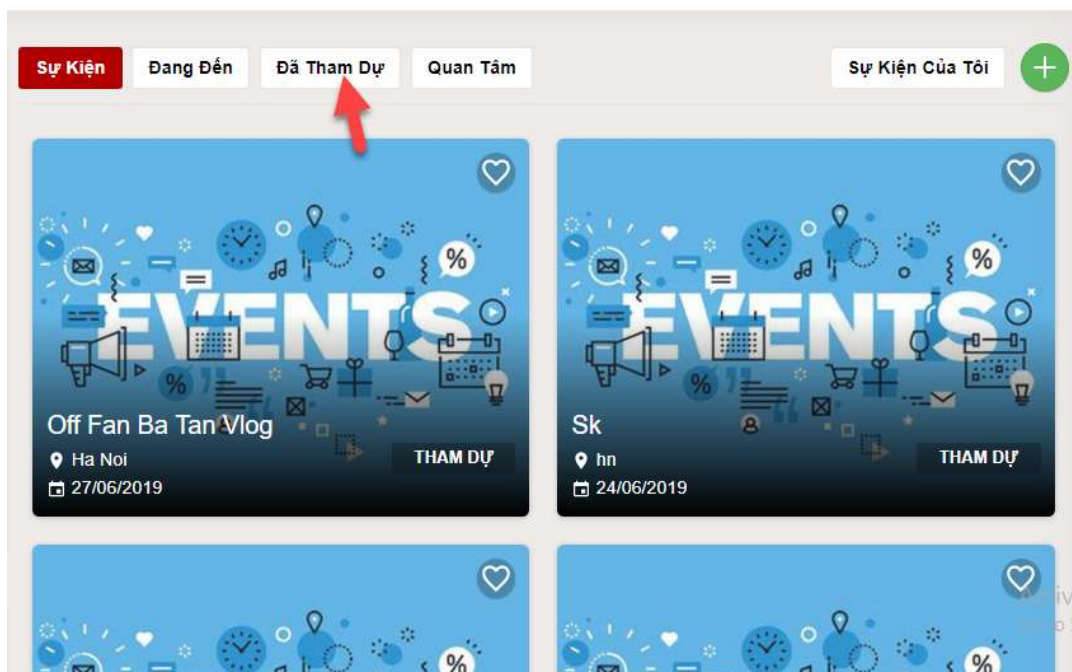 Sự Kiện Đang Đến Đã Tham Dự Quan Tâm Sự Kiện Của Tôi
EVENTS EVENTS
Off Fan Ba Tan Vlog
Ha Noi THAM DỰ
27/06/2019
Sk
hn THAM DỰ
24/06/2019